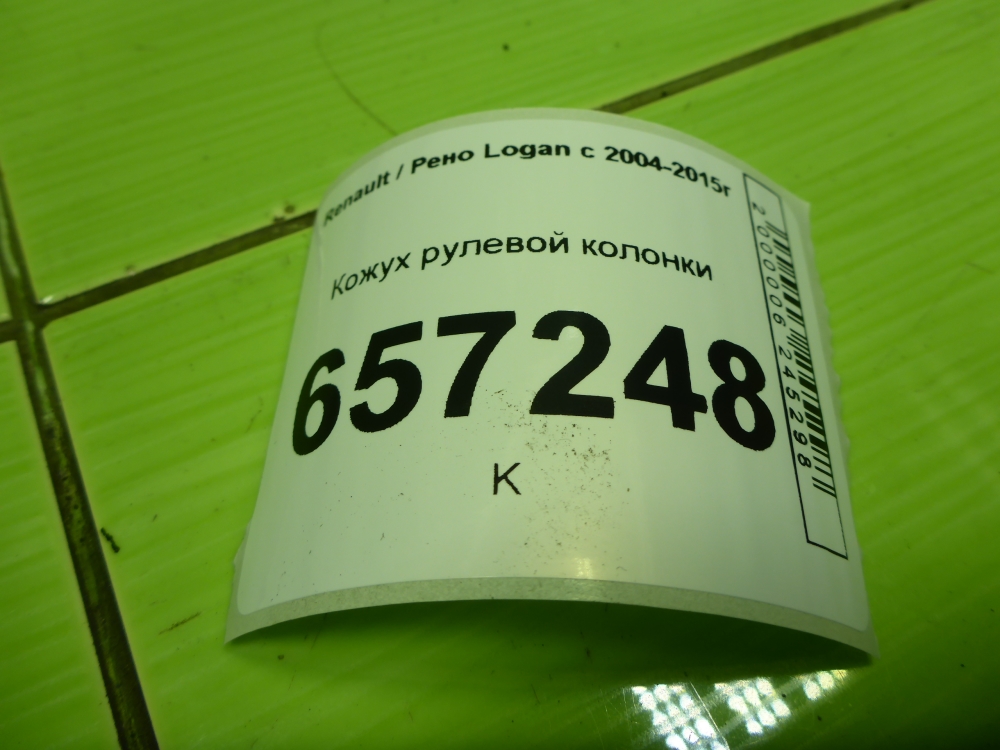 Renault / Рено Logan с 2004-2015г
Кожух рулевой колонки
657248
К
2000006245298